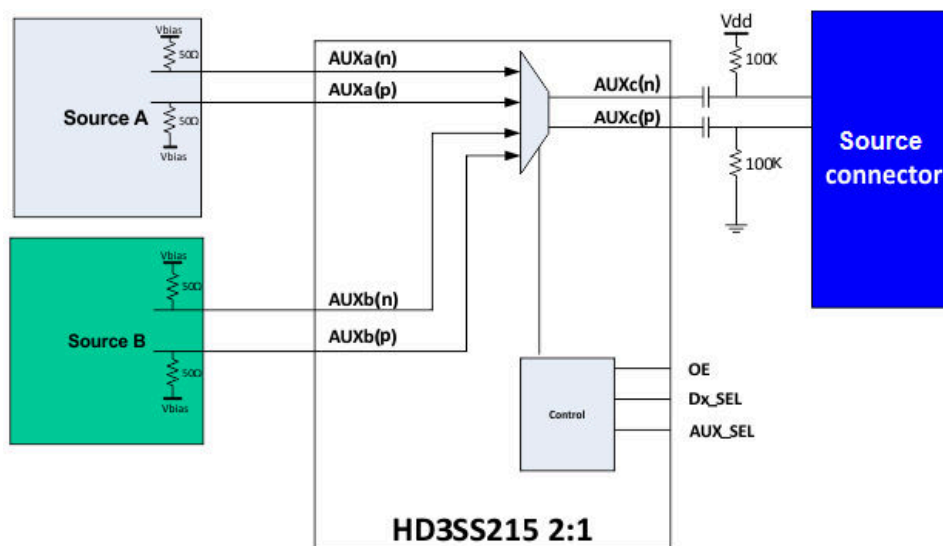 Vbias
50Ω
AUXa(n)
AUXa(p)
Source A
50Ω
Vbias
Vdd
100K
AUXc(n)
AUXc(p)
100K
Source
connector
Vbias
50Ω
AUXb(n)
AUXb(p)
Source B
50Ω
Vbias
Control
OE
Dx_SEL
AUX_SEL
HD3SS215 2:1